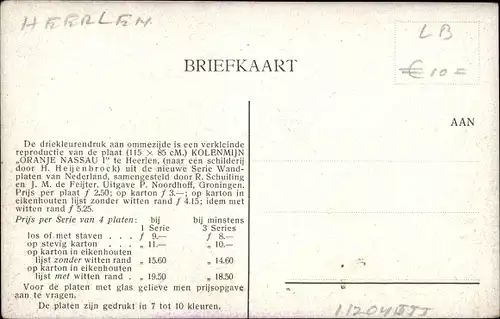 HEERLEN
LB
€ 10=
BRIEFKAART
AAN
De driekleurendruk aan ommezijde is een verkleinde
reproductie van de plaat (115 × 85 cM.) KOLENMIJN
„ORANJE NASSAU I" te Heerlen, (naar een schilderij
door H. Heijenbrock) uit de nieuwe Serie Wand-
platen van Nederland, samengesteld door R. Schuiling
en J. M. de Feijter. Uitgave P. Noordhoff, Groningen.
Prijs per plaat f 2.50; op karton f 3.—; op karton in
eikenhouten lijst zonder witten rand f 4.15; idem met
witten rand f 5.25.
Prijs per Serie van 4 platen: bij bij minstens
1 Serie 3 Series
los of met staven . . . f 9.— f 8.—
op stevig karton . . . „ 11.— „ 10.—
op karton in eikenhouten
lijst zonder witten rand „ 15.60 „ 14.60
op karton in eikenhouten
lijst met witten rand . „ 19.50 „ 18.50
Voor de platen met glas gelieve men prijsopgave
aan te vragen.
De platen zijn gedrukt in 7 tot 10 kleuren.